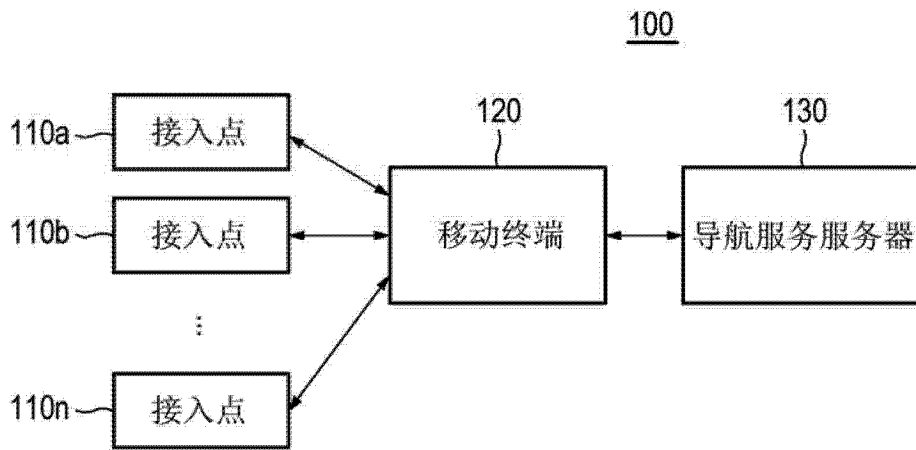 100
110a 接入点
110b 接入点
...
110n 接入点
120
移动终端
130
导航服务服务器